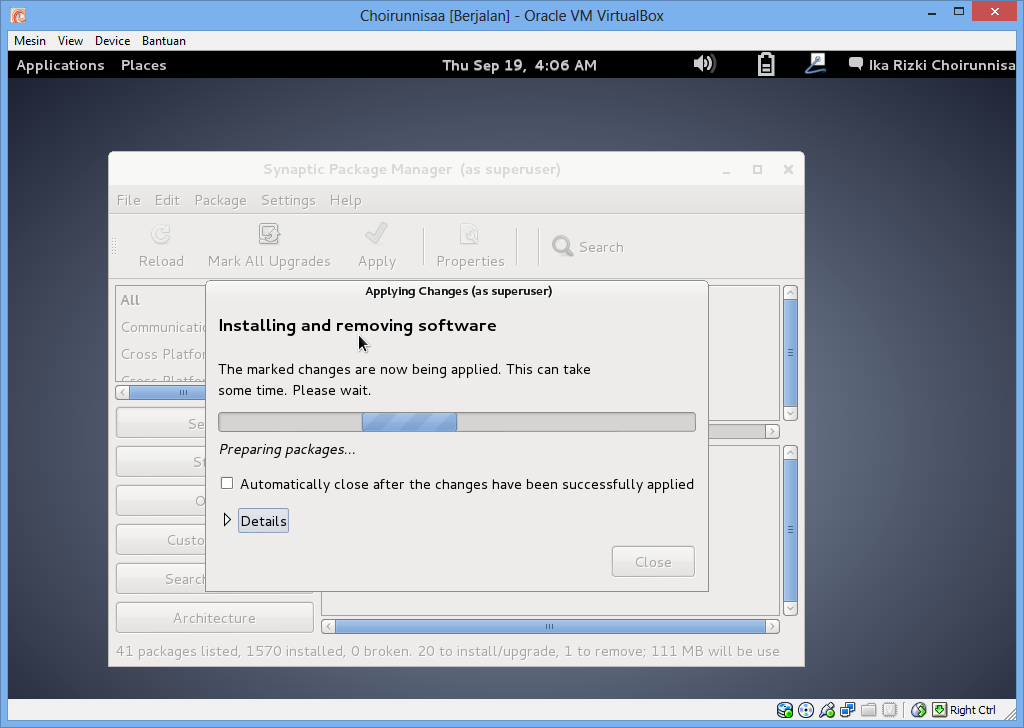 Choirunnisaa [Berjalan] - Oracle VM VirtualBox
Mesin View Device Bantuan
Applications Places Thu Sep 19, 4:06 AM Ika Rizki Choirunnisa
Synaptic Package Manager (as superuser)
File Edit Package Settings Help
Reload Mark All Upgrades Apply Properties Search
Applying Changes (as superuser)
All
Installing and removing software
Communicatio
Cross Platfor
Cross Platfor
The marked changes are now being applied. This can take
some time. Please wait.
Se
Preparing packages...
St
Automatically close after the changes have been successfully applied
O
Details
Custo
Close
Search
Architecture
41 packages listed, 1570 installed, 0 broken. 20 to install/upgrade, 1 to remove; 111 MB will be use
Right Ctrl